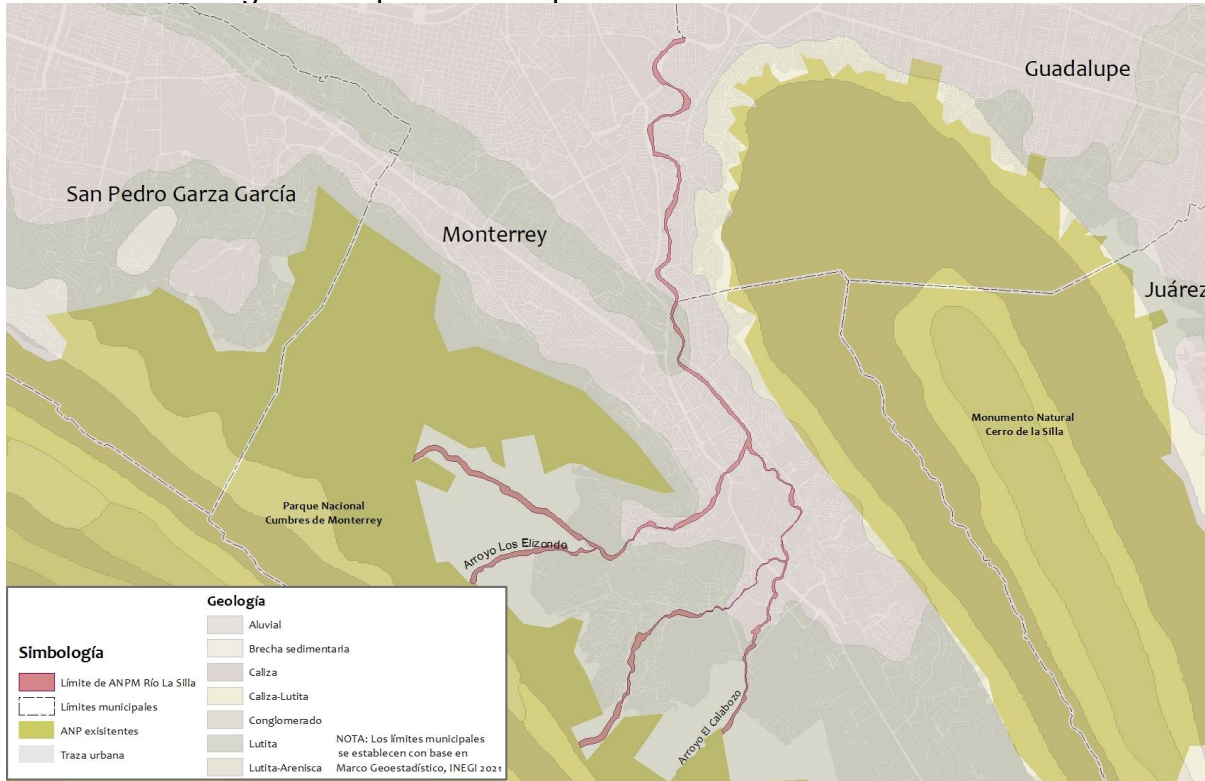 Guadalupe
San Pedro Garza García
Monterrey
Juárez
Monumento Natural
Cerro de la Silla
Parque Nacional
Cumbres de Monterrey
Arroyo Los Elizondo
Arroyo El Calabozo
Simbología
Límite de ANPM Río La Silla
Límites municipales
ANP exisitentes
Traza urbana
Geología
Aluvial
Brecha sedimentaria
Caliza
Caliza-Lutita
Conglomerado
Lutita
Lutita-Arenisca
NOTA: Los límites municipales
se establecen con base en
Marco Geoestadístico, INEGI 2021